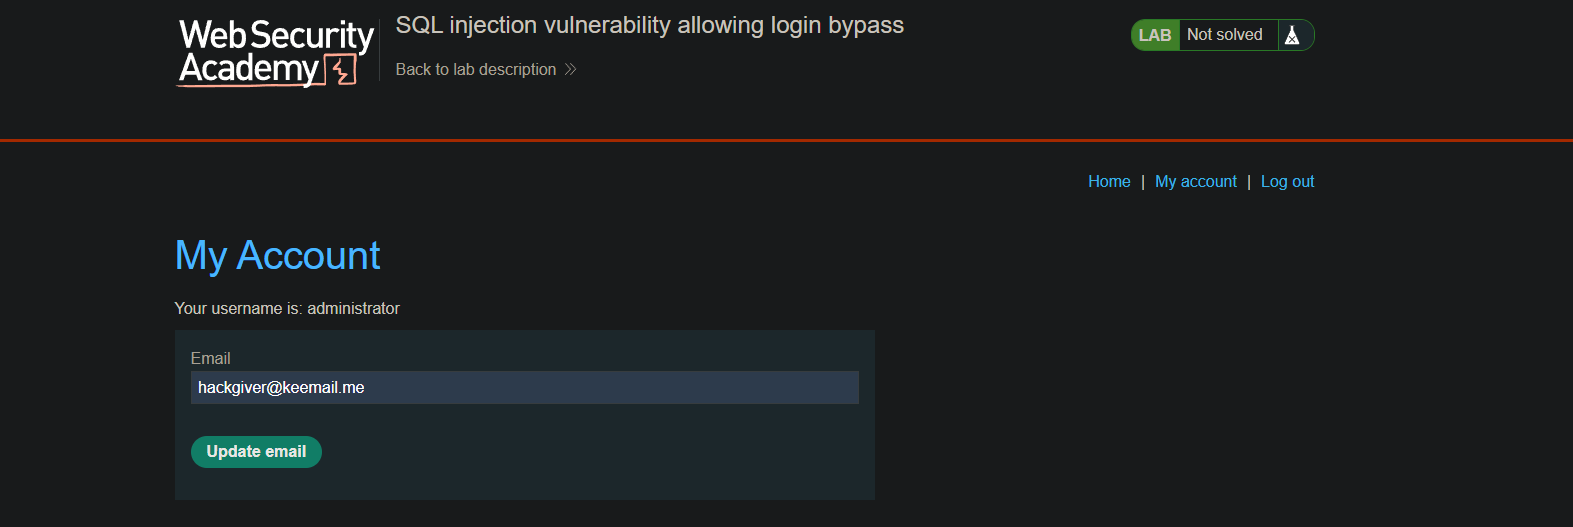 Web Security
Academy
SQL injection vulnerability allowing login bypass
Back to lab description
LAB Not solved
Home | My account | Log out
My Account
Your username is: administrator
Email
hackgiver@keemail.me
Update email